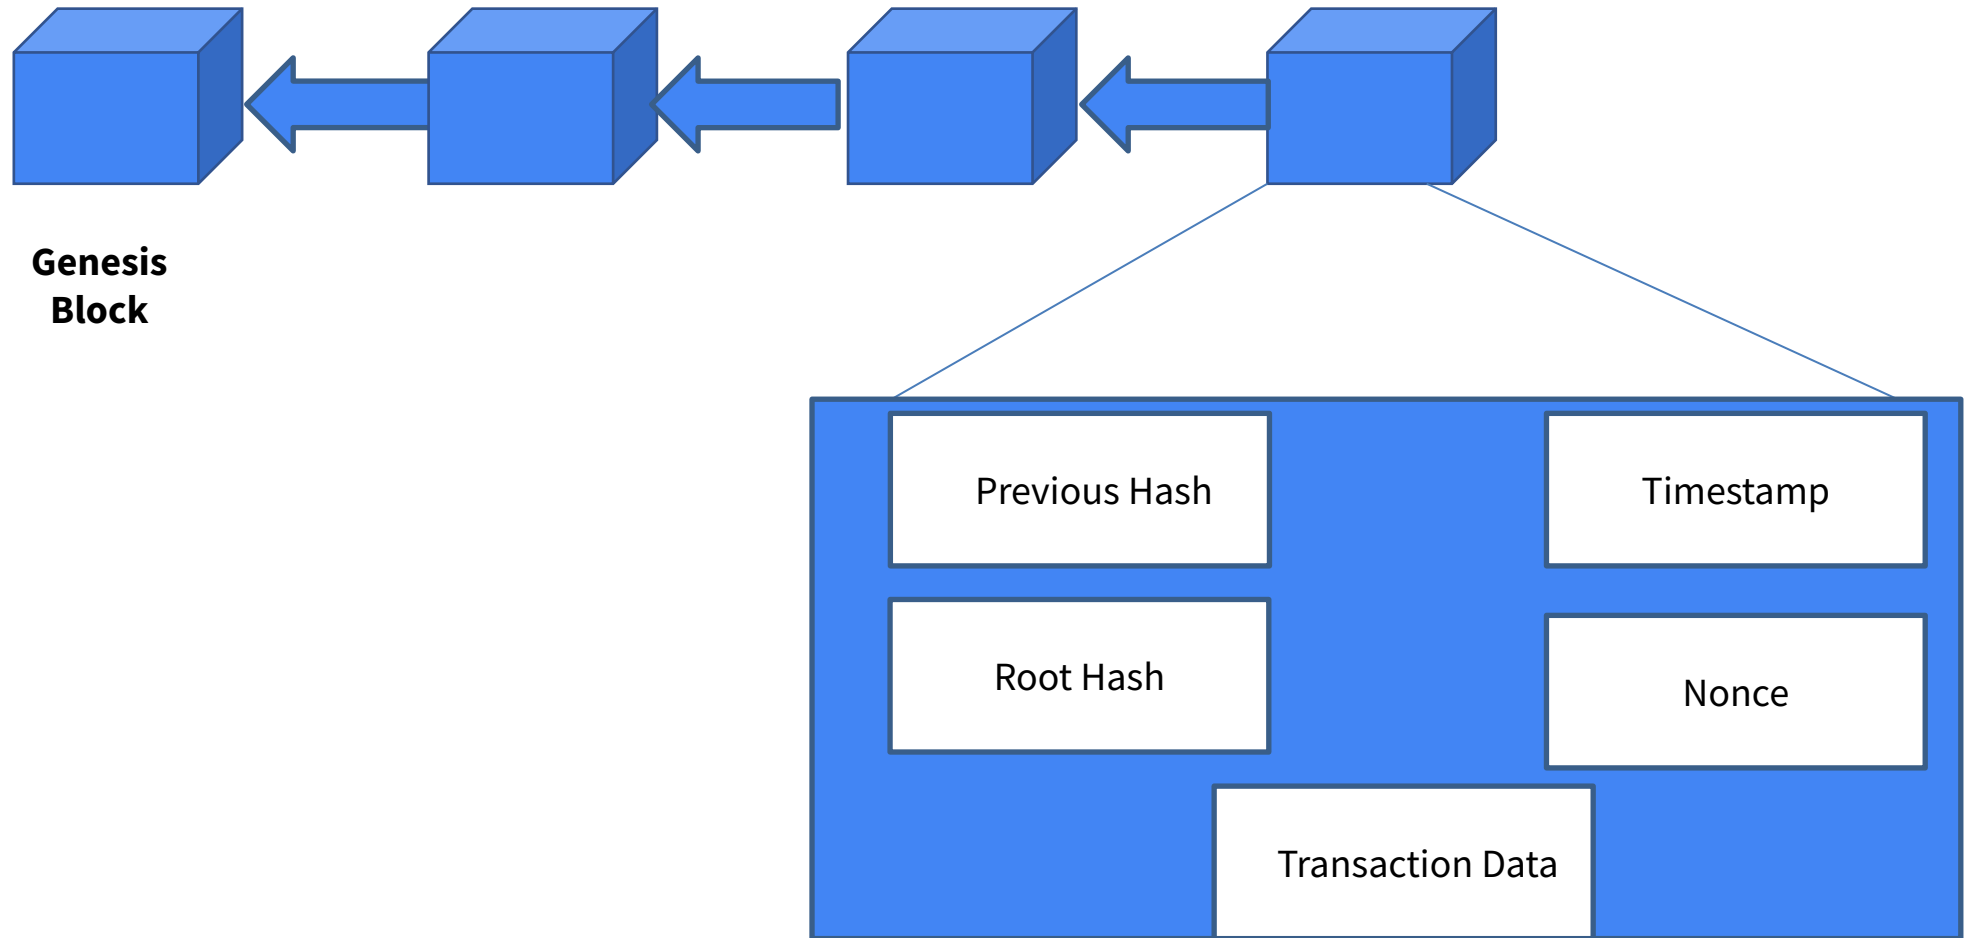 Genesis
Block
Previous Hash
Timestamp
Root Hash
Nonce
Transaction Data